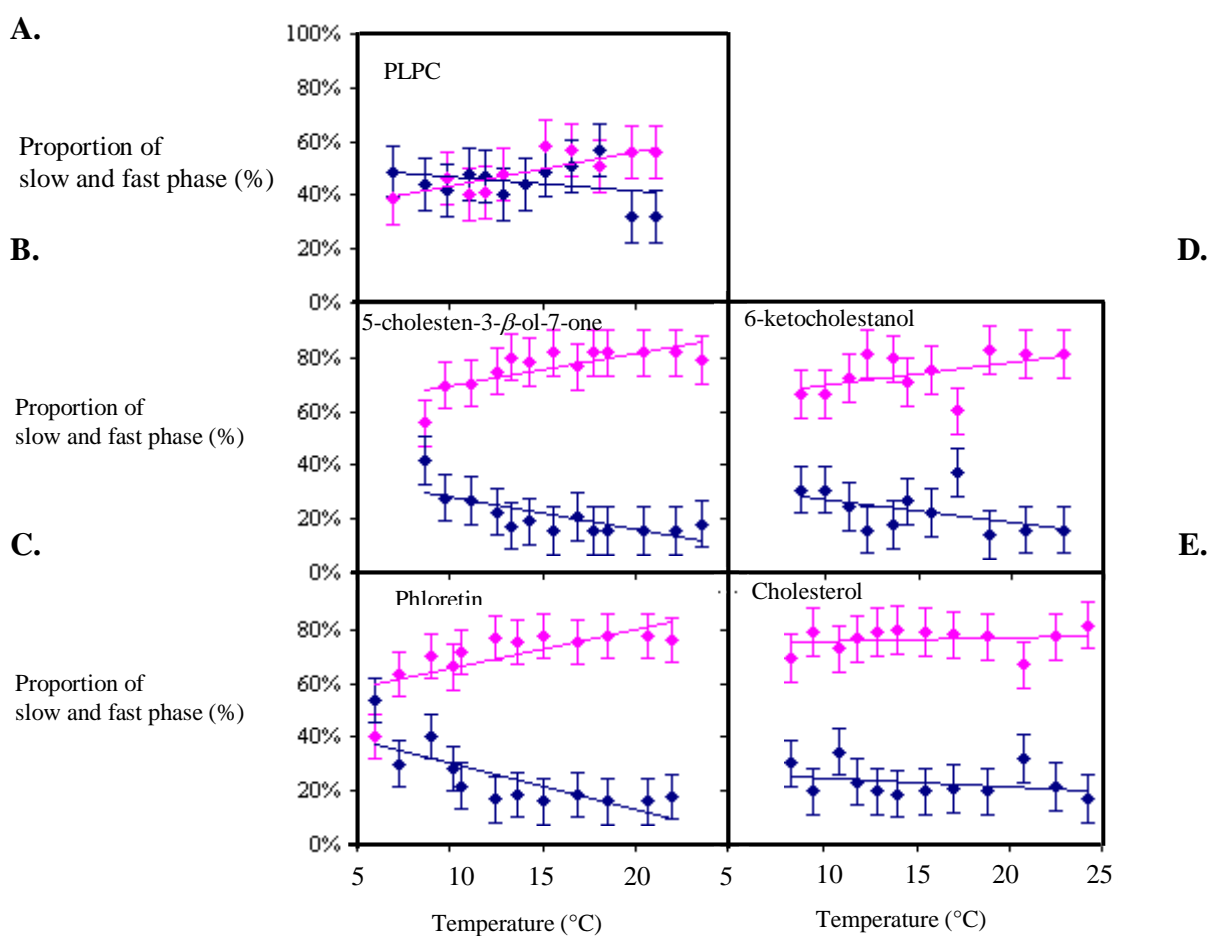 A.
100%
80%
60%
40%
20%
0%
PLPC
Proportion of
slow and fast phase (%)
B.
D.
5-cholesten-3-β-ol-7-one
6-ketocholestanol
80%
60%
40%
20%
0%
Proportion of
slow and fast phase (%)
C.
E.
Phloretin
Cholesterol
80%
60%
40%
20%
0%
Proportion of
slow and fast phase (%)
5 10 15 20 5 10 15 20 25
Temperature (°C) Temperature (°C)